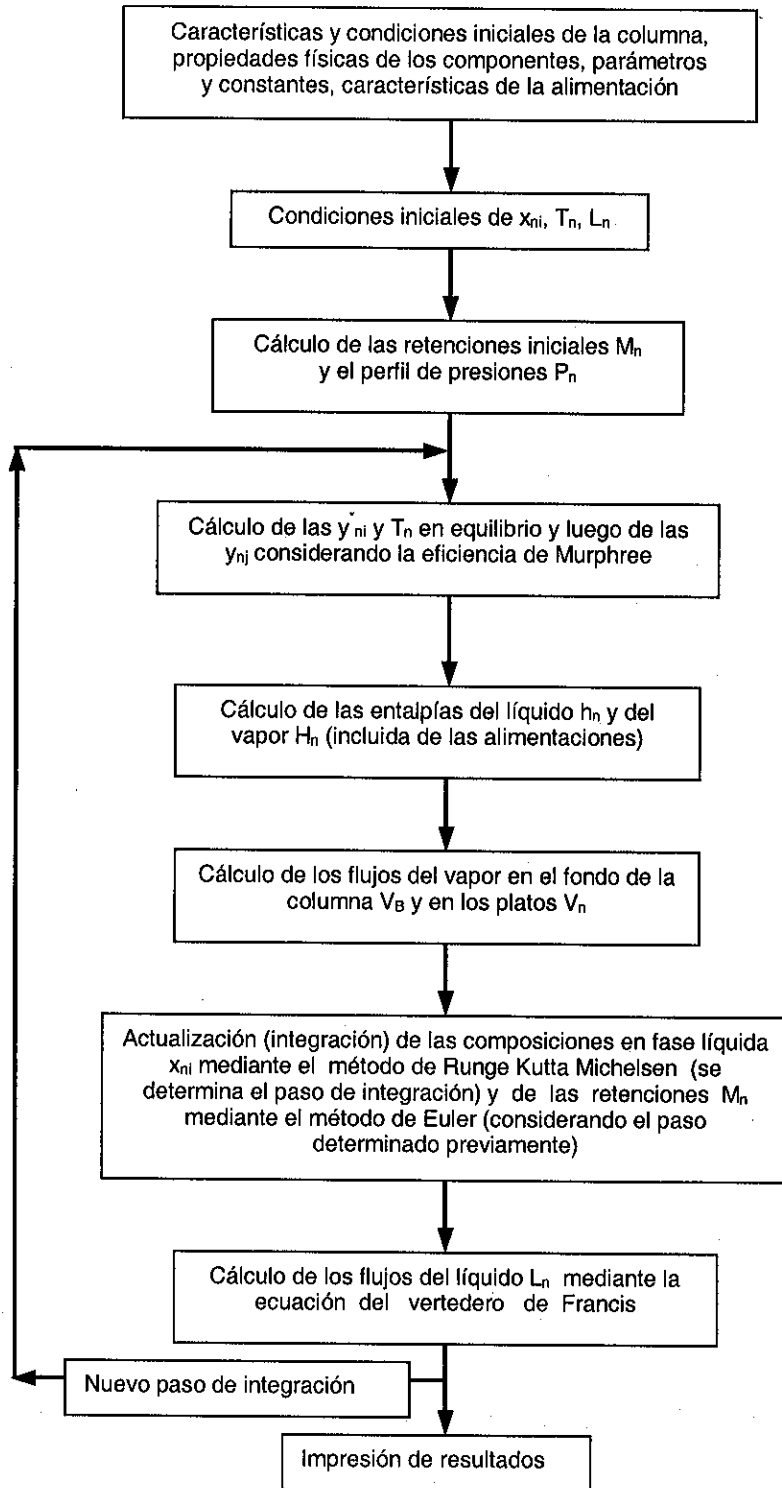 Características y condiciones iniciales de la columna,
propiedades físicas de los componentes, parámetros
y constantes, características de la alimentación
Condiciones iniciales de xni, Tn, Ln
Cálculo de las retenciones iniciales Mn
y el perfil de presiones Pn
Cálculo de las y*ni y Tn en equilibrio y luego de las
ynj considerando la eficiencia de Murphree
Cálculo de las entalpías del líquido hn y del
vapor Hn (incluida de las alimentaciones)
Cálculo de los flujos del vapor en el fondo de la
columna VB y en los platos Vn
Actualización (integración) de las composiciones en fase líquida
xni mediante el método de Runge Kutta Michelsen (se
determina el paso de integración) y de las retenciones Mn
mediante el método de Euler (considerando el paso
determinado previamente)
Cálculo de los flujos del líquido Ln mediante la
ecuación del vertedero de Francis
Nuevo paso de integración
Impresión de resultados